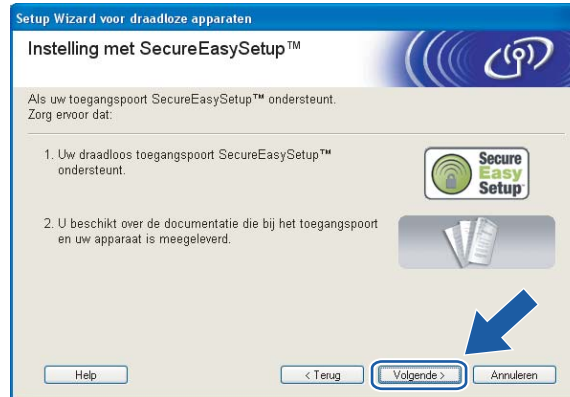 Setup Wizard voor draadloze apparaten
Instelling met SecureEasySetup™
Als uw toegangspoort SecureEasySetup™ ondersteunt.
Zorg ervoor dat:
1. Uw draadloos toegangspoort SecureEasySetup™
ondersteunt.
Secure
Easy
Setup
2. U beschikt over de documentatie die bij het toegangspoort
en uw apparaat is meegeleverd.
Help
< Terug
Volgende >
Annuleren